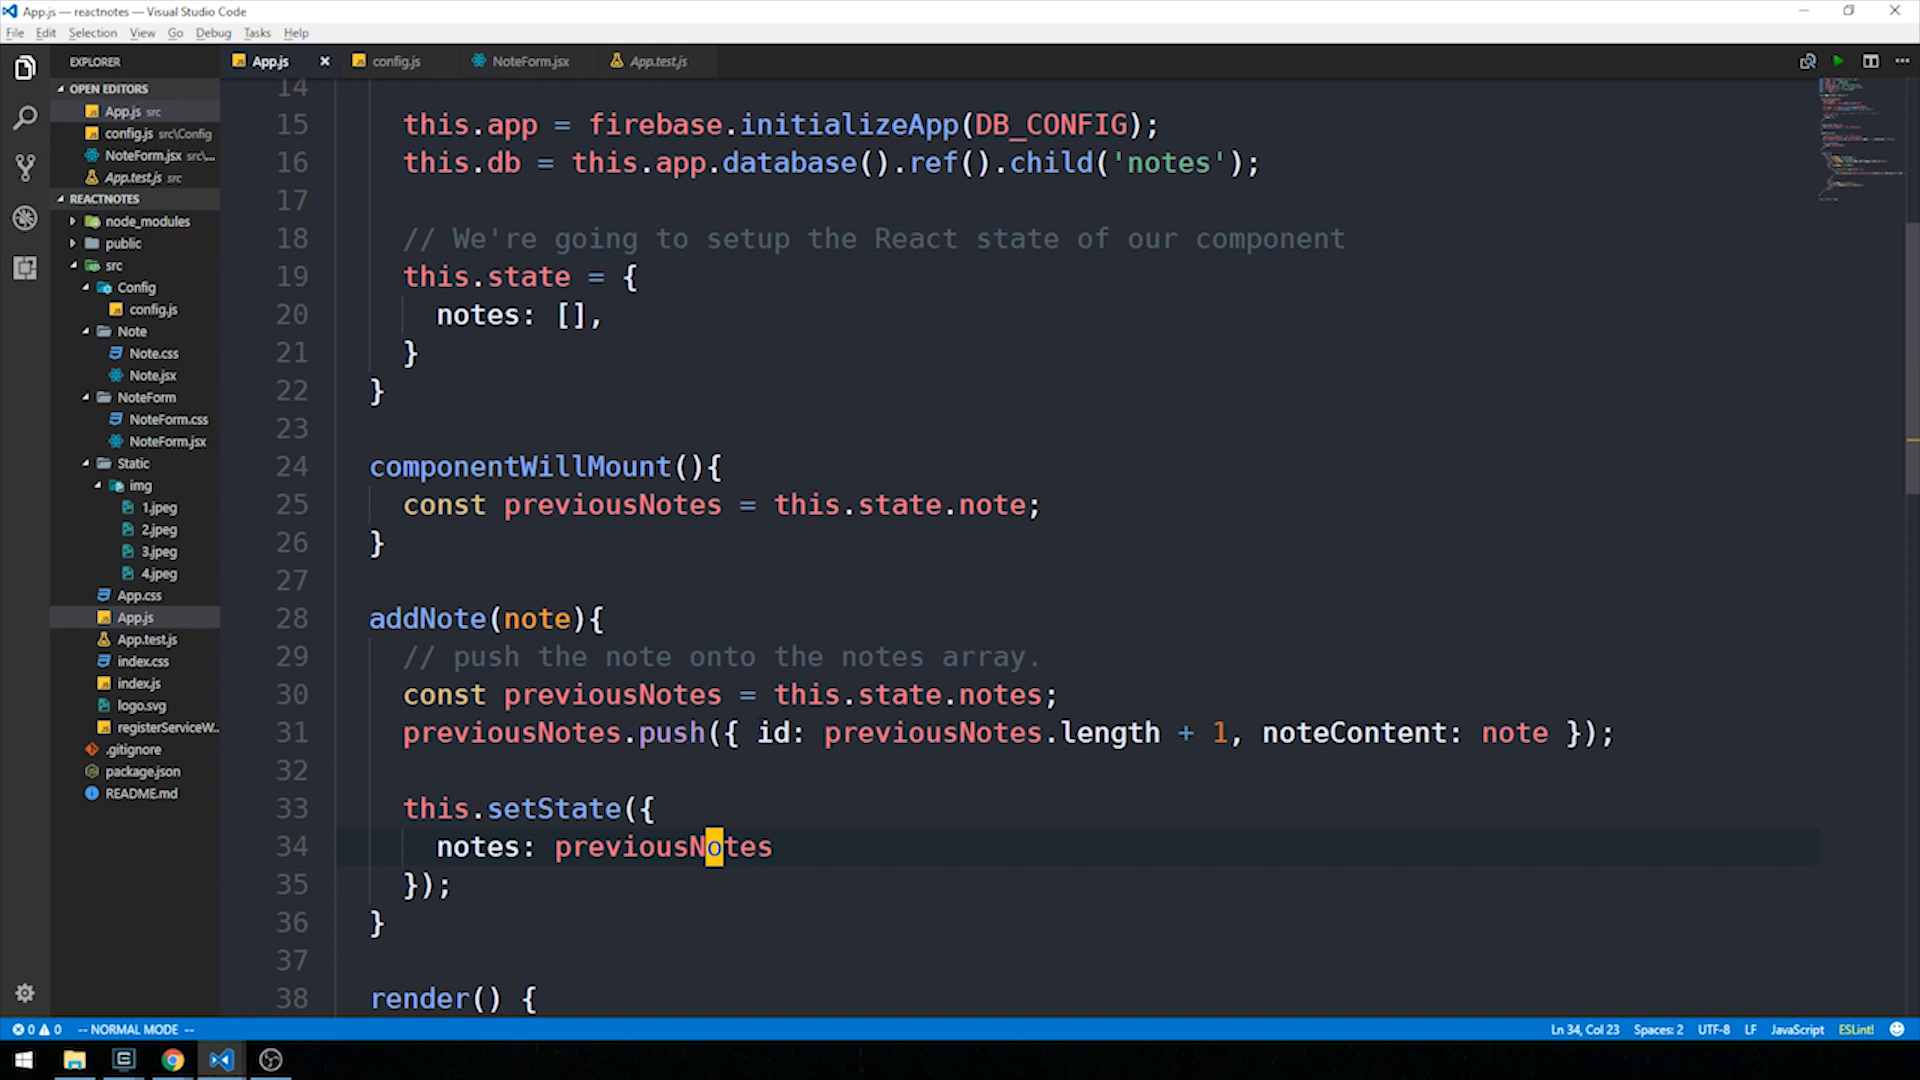 App.js — reactnotes — Visual Studio Code
File Edit Selection View Go Debug Tasks Help
EXPLORER
OPEN EDITORS
App.js src
config.js src\Config
NoteForm.jsx src\...
App.test.js src
REACTNOTES
node_modules
public
src
Config
config.js
Note
Note.css
Note.jsx
NoteForm
NoteForm.css
NoteForm.jsx
Static
img
1.jpeg
2.jpeg
3.jpeg
4.jpeg
App.css
App.js
App.test.js
index.css
index.js
logo.svg
registerServiceW...
.gitignore
package.json
README.md
App.js config.js NoteForm.jsx App.test.js
14
15 this.app = firebase.initializeApp(DB_CONFIG);
16 this.db = this.app.database().ref().child('notes');
17
18 // We're going to setup the React state of our component
19 this.state = {
20 notes: [],
21 }
22 }
23
24 componentWillMount(){
25 const previousNotes = this.state.note;
26 }
27
28 addNote(note){
29 // push the note onto the notes array.
30 const previousNotes = this.state.notes;
31 previousNotes.push({ id: previousNotes.length + 1, noteContent: note });
32
33 this.setState({
34 notes: previousNotes
35 });
36 }
37
38 render() {
0 0 -- NORMAL MODE --
Ln 34, Col 23 Spaces: 2 UTF-8 LF JavaScript ESLint!